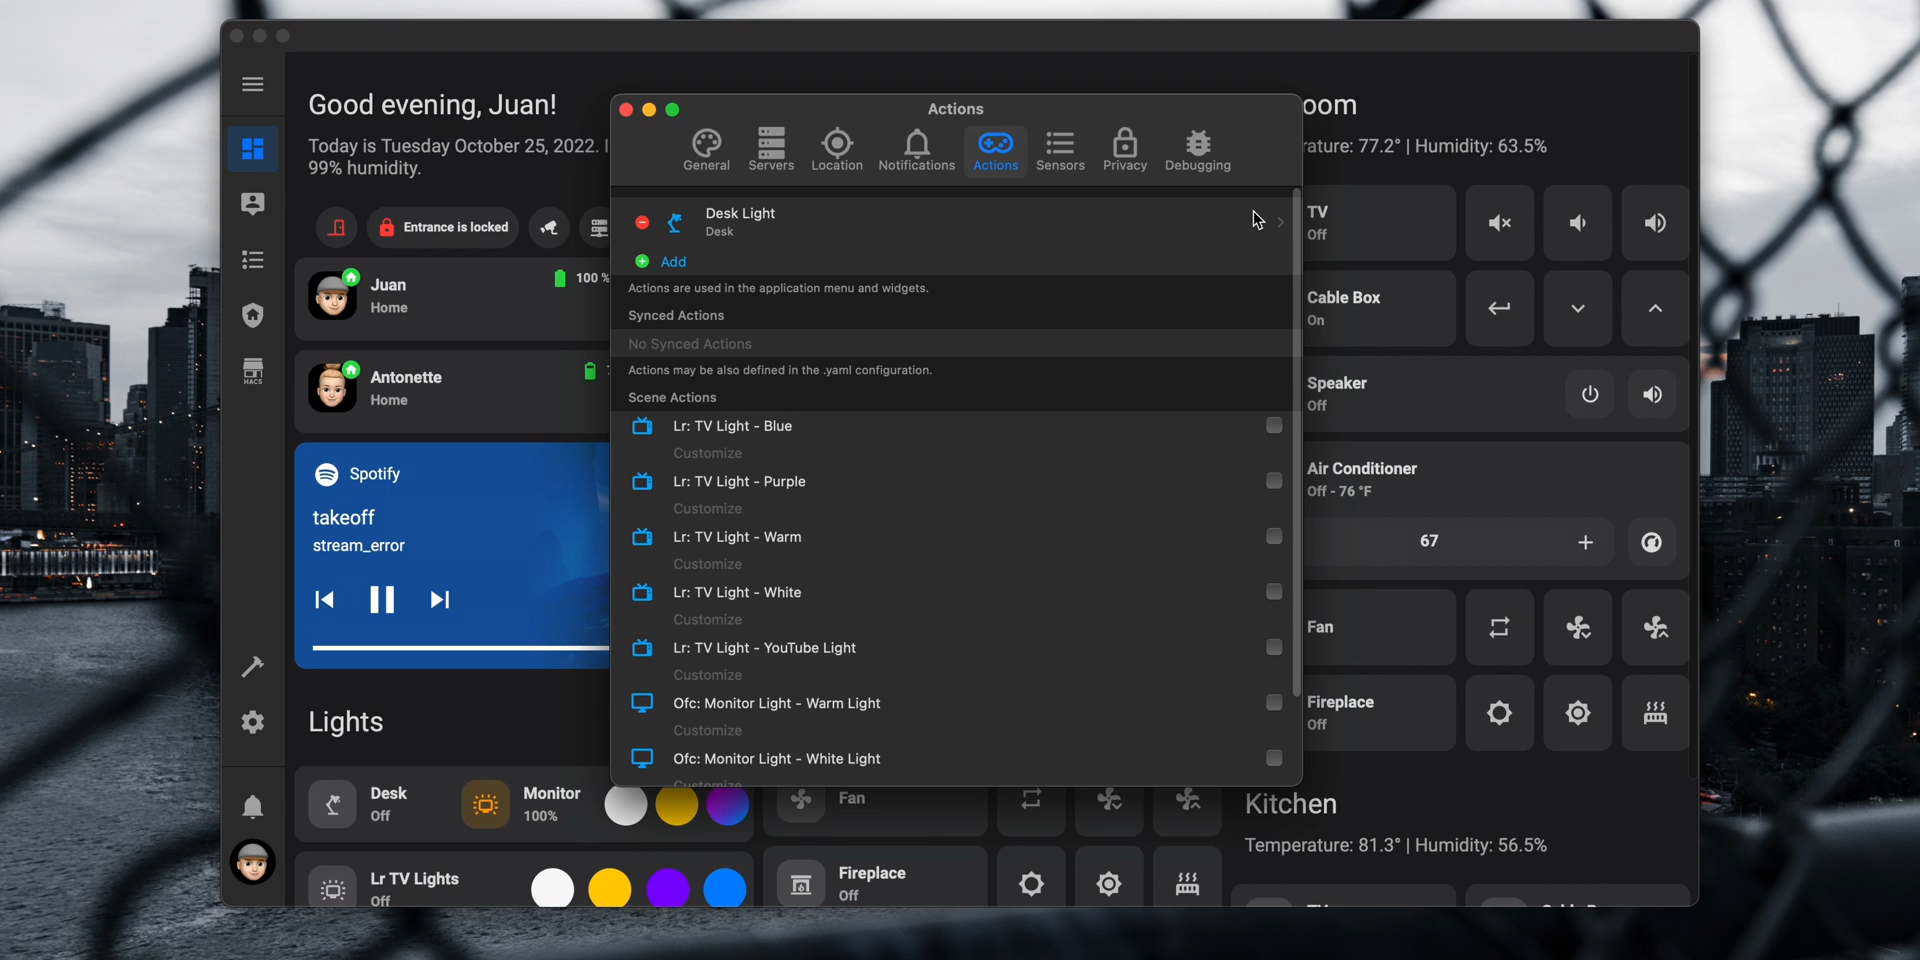 Good evening, Juan!
Today is Tuesday October 25, 2022. I
99% humidity.
Entrance is locked
Juan
Home
100 %
Antonette
Home
Spotify
takeoff
stream_error
Lights
Desk
Off
Monitor
100%
Lr TV Lights
Off
HACS
Actions
General
Servers
Location
Notifications
Actions
Sensors
Privacy
Debugging
Desk Light
Desk
Add
Actions are used in the application menu and widgets.
Synced Actions
No Synced Actions
Actions may be also defined in the .yaml configuration.
Scene Actions
Lr: TV Light - Blue
Customize
Lr: TV Light - Purple
Customize
Lr: TV Light - Warm
Customize
Lr: TV Light - White
Customize
Lr: TV Light - YouTube Light
Customize
Ofc: Monitor Light - Warm Light
Customize
Ofc: Monitor Light - White Light
Customize
Fan
Fireplace
Off
oom
rature: 77.2° | Humidity: 63.5%
TV
Off
Cable Box
On
Speaker
Off
Air Conditioner
Off - 76 °F
67
Fan
Fireplace
Off
Kitchen
Temperature: 81.3° | Humidity: 56.5%